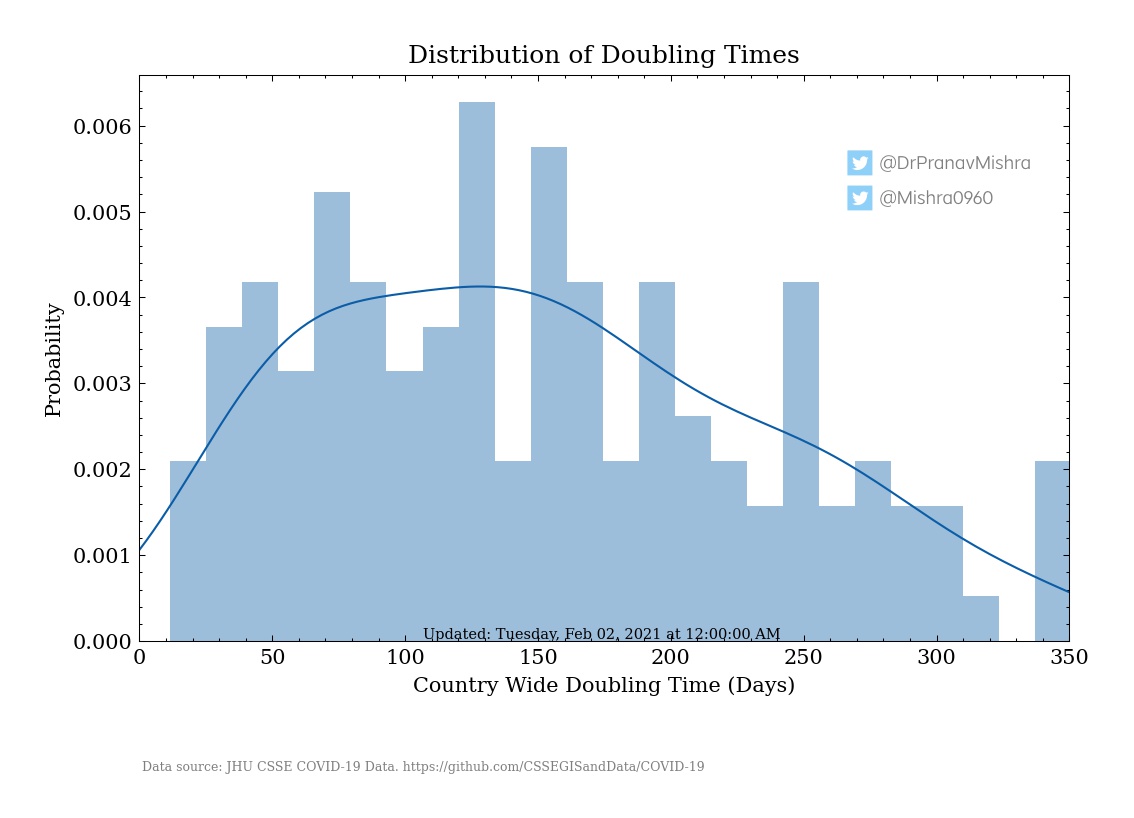 Distribution of Doubling Times
0.006
0.005
0.004
0.003
0.002
0.001
0.000
Probability
@DrPranavMishra
@Mishra0960
Updated: Tuesday, Feb 02, 2021 at 12:00:00 AM
0 50 100 150 200 250 300 350
Country Wide Doubling Time (Days)
Data source: JHU CSSE COVID-19 Data. https://github.com/CSSEGISandData/COVID-19